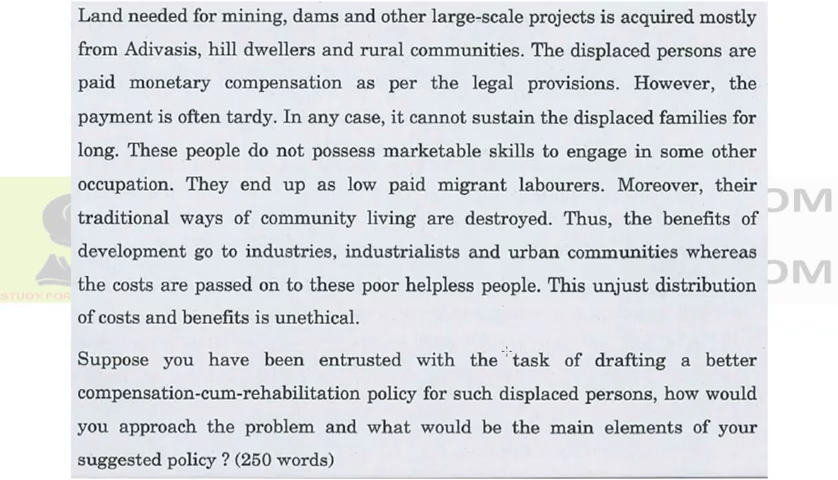 Land needed for mining, dams and other large-scale projects is acquired mostly
from Adivasis, hill dwellers and rural communities. The displaced persons are
paid monetary compensation as per the legal provisions. However, the
payment is often tardy. In any case, it cannot sustain the displaced families for
long. These people do not possess marketable skills to engage in some other
occupation. They end up as low paid migrant labourers. Moreover, their
traditional ways of community living are destroyed. Thus, the benefits of
development go to industries, industrialists and urban communities whereas
the costs are passed on to these poor helpless people. This unjust distribution
of costs and benefits is unethical.
Suppose you have been entrusted with the task of drafting a better
compensation-cum-rehabilitation policy for such displaced persons, how would
you approach the problem and what would be the main elements of your
suggested policy ? (250 words)
OM
OM
STUDY FOR